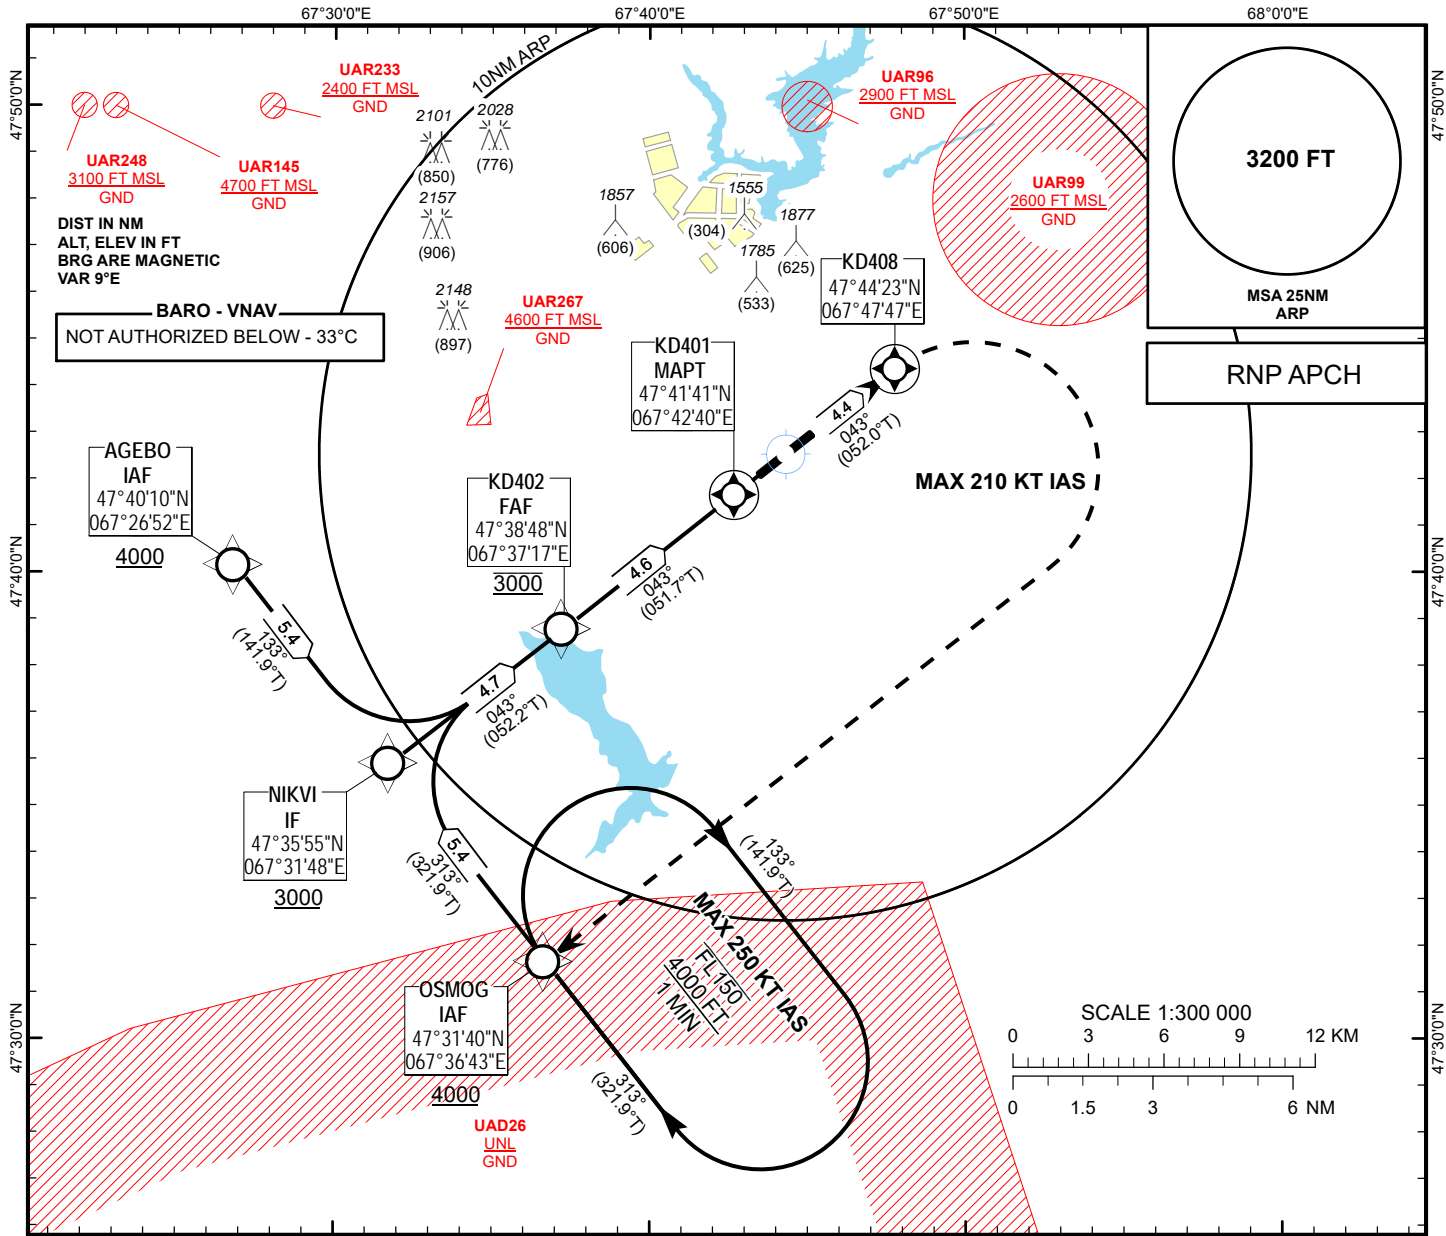 67°30'0"E
67°40'0"E
67°50'0"E
68°0'0"E
47°50'0"N
47°50'0"N
47°40'0"N
47°40'0"N
47°30'0"N
47°30'0"N
10NM ARP
UAR233
2400 FT MSL
GND
UAR248
3100 FT MSL
GND
UAR145
4700 FT MSL
GND
2101
(850)
2028
(776)
2157
(906)
2148
(897)
1857
(606)
1555
(304)
1877
(625)
1785
(533)
UAR96
2900 FT MSL
GND
UAR99
2600 FT MSL
GND
3200 FT
MSA 25NM
ARP
RNP APCH
DIST IN NM
ALT, ELEV IN FT
BRG ARE MAGNETIC
VAR 9°E
BARO - VNAV
NOT AUTHORIZED BELOW - 33°C
UAR267
4600 FT MSL
GND
KD408
47°44'23"N
067°47'47"E
KD401
MAPT
47°41'41"N
067°42'40"E
4.4
043°
(052.0°T)
MAX 210 KT IAS
AGEBO
IAF
47°40'10"N
067°26'52"E
4000
KD402
FAF
47°38'48"N
067°37'17"E
3000
4.6
043°
(051.7°T)
5.4
133°
(141.9°T)
4.7
043°
(052.2°T)
NIKVI
IF
47°35'55"N
067°31'48"E
3000
5.4
313°
(321.9°T)
133°
(141.9°T)
MAX 250 KT IAS
FL150
4000 FT
1 MIN
OSMOG
IAF
47°31'40"N
067°36'43"E
4000
313°
(321.9°T)
UAD26
UNL
GND
SCALE 1:300 000
0 3 6 9 12 KM
0 1.5 3 6 NM